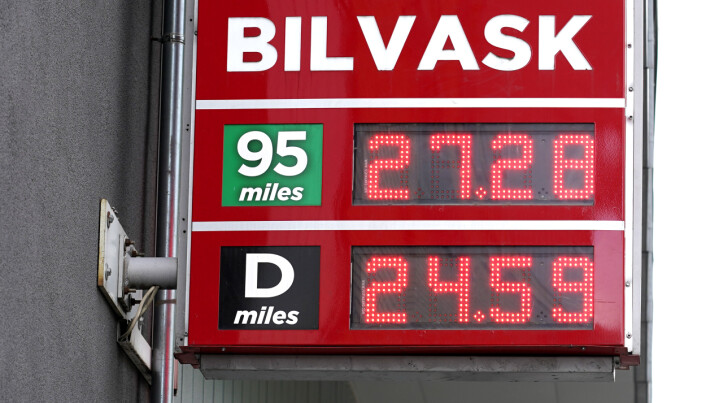 BILVASK
95 27.28
miles
D 24.59
miles